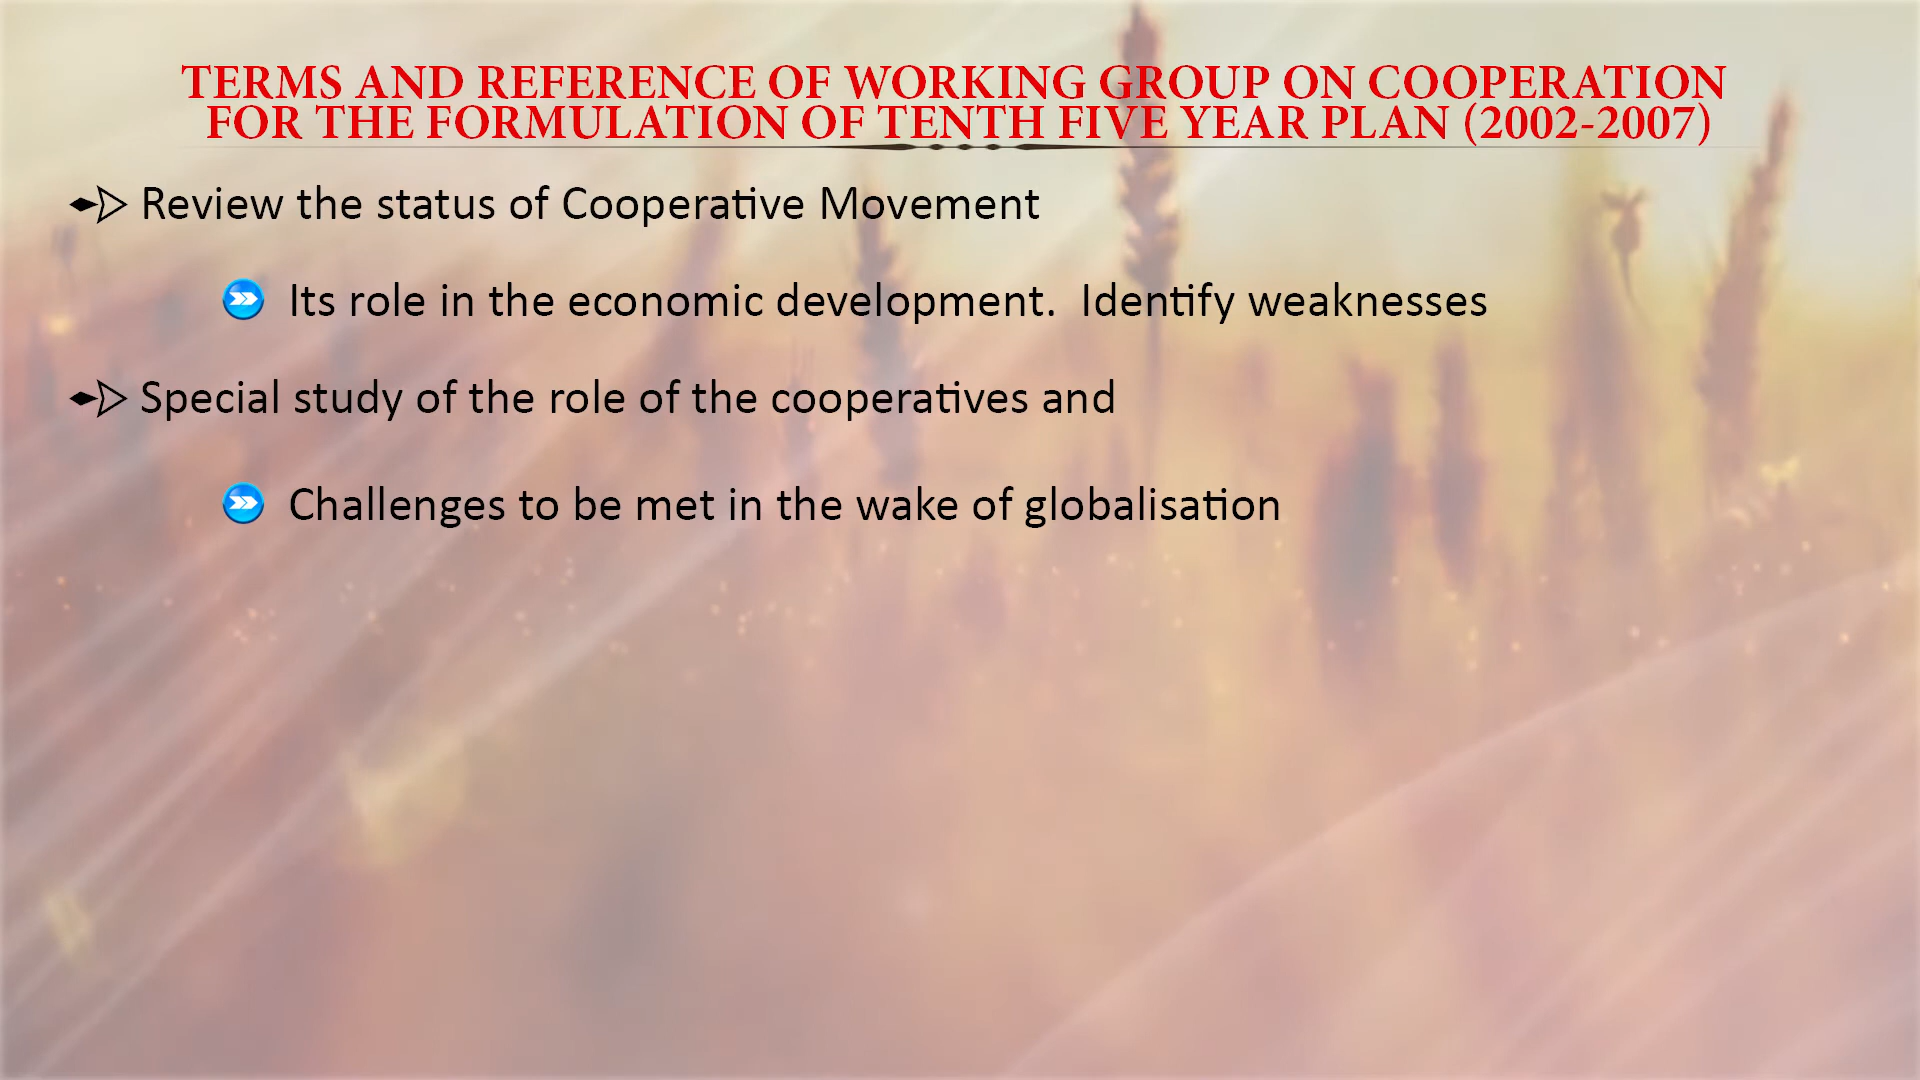 TERMS AND REFERENCE OF WORKING GROUP ON COOPERATION
FOR THE FORMULATION OF TENTH FIVE YEAR PLAN (2002-2007)
Review the status of Cooperative Movement
Its role in the economic development.  Identify weaknesses
Special study of the role of the cooperatives and
Challenges to be met in the wake of globalisation